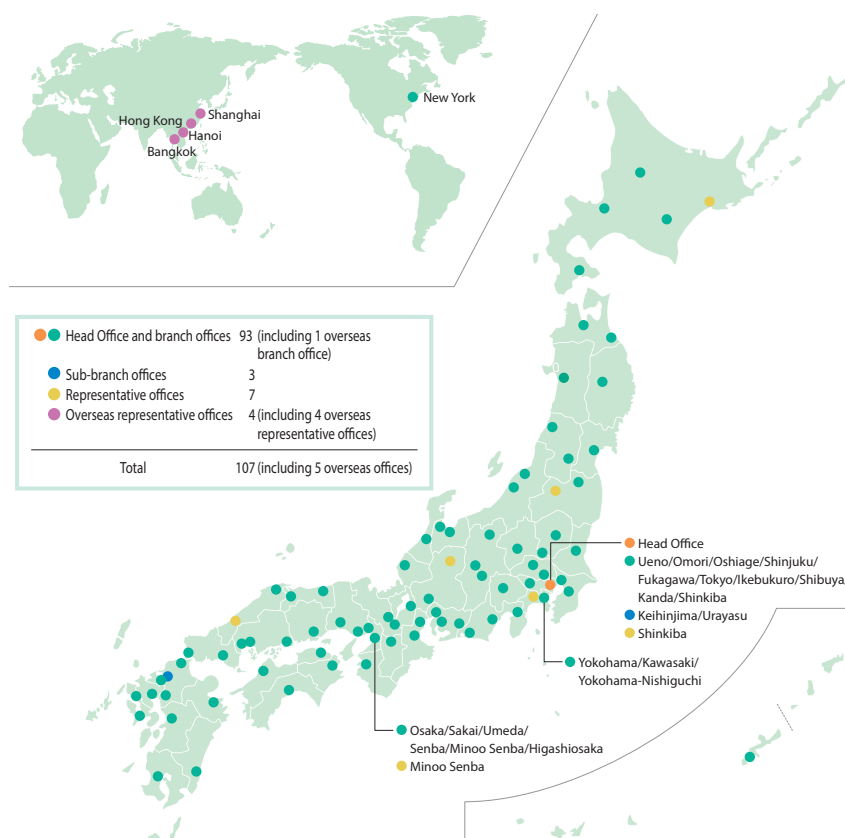 New York
Shanghai
Hong Kong
Hanoi
Bangkok
Head Office and branch offices 93 (including 1 overseas
branch office)
Sub-branch offices 3
Representative offices 7
Overseas representative offices 4 (including 4 overseas
representative offices)
Total 107 (including 5 overseas offices)
Head Office
Ueno/Omori/Oshiage/Shinjuku/
Fukagawa/Tokyo/Ikebukuro/Shibuya/
Kanda/Shinkiba
Keihinjima/Urayasu
Shinkiba
Yokohama/Kawasaki/
Yokohama-Nishiguchi
Osaka/Sakai/Umeda/
Senba/Minoo Senba/Higashiosaka
Minoo Senba